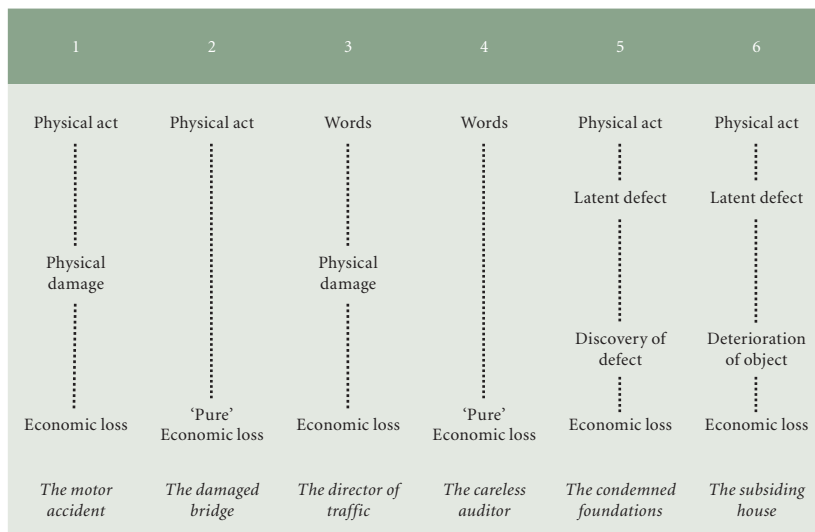 1 2 3 4 5 6
Physical act Physical act Words Words Physical act Physical act
Latent defect Latent defect
Physical Physical
damage damage
Discovery of Deterioration
defect of object
Economic loss 'Pure' Economic loss 'Pure' Economic loss Economic loss
Economic loss Economic loss
The motor The damaged The director of The careless The condemned The subsiding
accident bridge traffic auditor foundations house